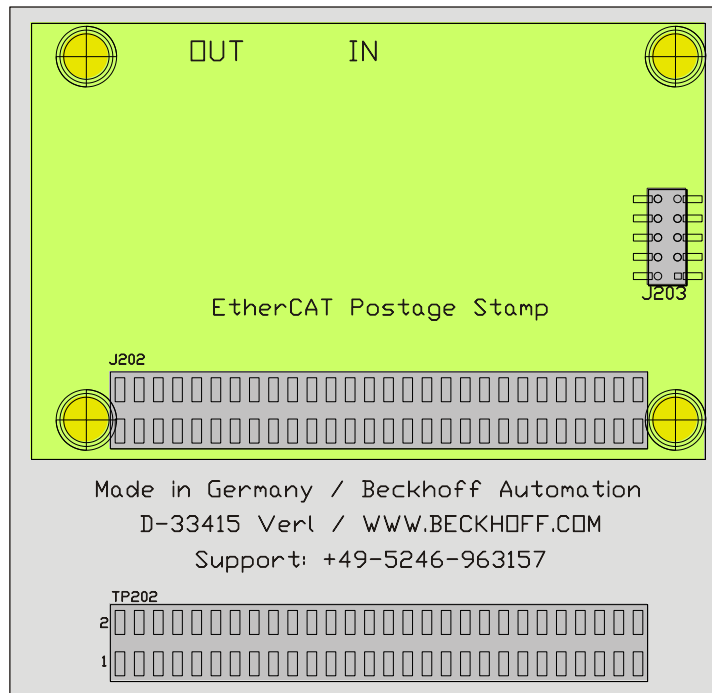 OUT IN
J203
EtherCAT Postage Stamp
J202
Made in Germany / Beckhoff Automation
D-33415 Verl / WWW.BECKHOFF.COM
Support: +49-5246-963157
TP202
2
1